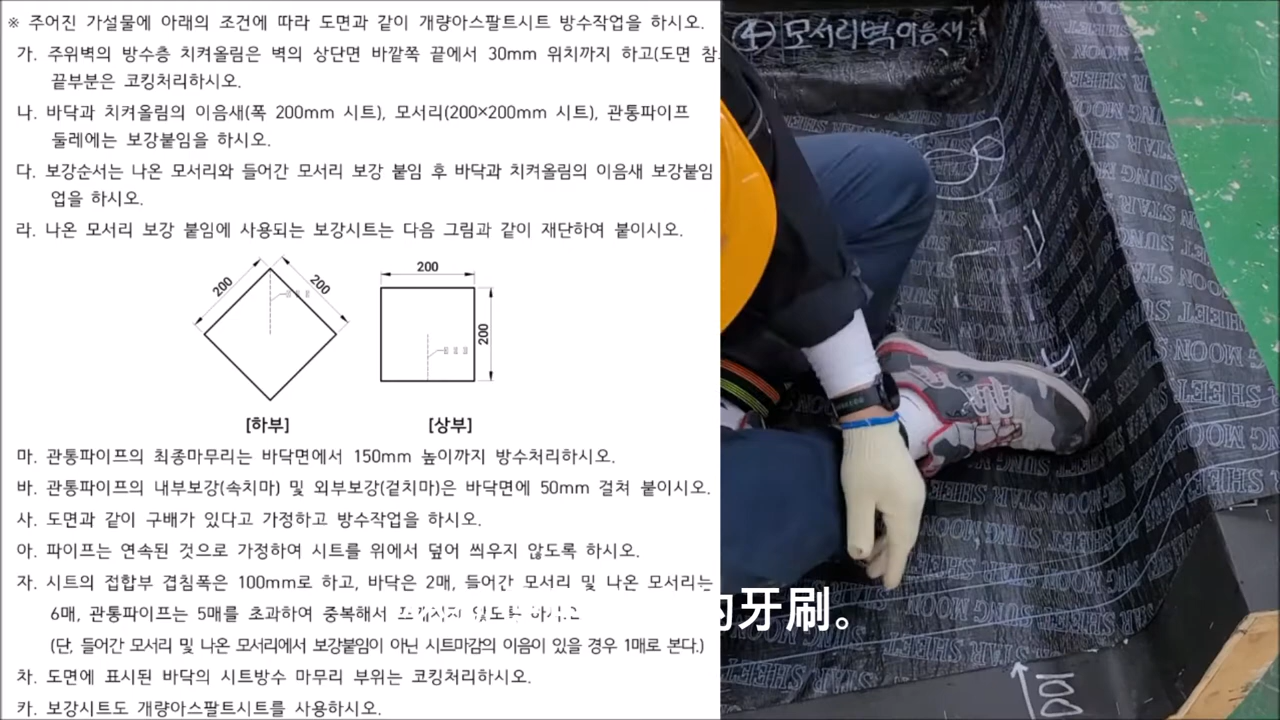 ※ 주어진 가설물에 아래의 조건에 따라 도면과 같이 개량아스팔트시트 방수작업을 하시오.
가. 주위벽의 방수층 치켜올림은 벽의 상단면 바깥쪽 끝에서 30mm 위치까지 하고(도면 참
끝부분은 코킹처리하시오.
나. 바닥과 치켜올림의 이음새(폭 200mm 시트), 모서리(200×200mm 시트), 관통파이프
둘레에는 보강붙임을 하시오.
다. 보강순서는 나온 모서리와 들어간 모서리 보강 붙임 후 바닥과 치켜올림의 이음새 보강붙임
업을 하시오.
라. 나온 모서리 보강 붙임에 사용되는 보강시트는 다음 그림과 같이 재단하여 붙이시오.
200 200 200
200
[하부] [상부]
마. 관통파이프의 최종마무리는 바닥면에서 150mm 높이까지 방수처리하시오.
바. 관통파이프의 내부보강(속치마) 및 외부보강(겉치마)은 바닥면에 50mm 걸쳐 붙이시오.
사. 도면과 같이 구배가 있다고 가정하고 방수작업을 하시오.
아. 파이프는 연속된 것으로 가정하여 시트를 위에서 덮어 씌우지 않도록 하시오.
자. 시트의 접합부 겹침폭은 100mm로 하고, 바닥은 2매, 들어간 모서리 및 나온 모서리는
6매, 관통파이프는 5매를 초과하여 중복해서
(단, 들어간 모서리 및 나온 모서리에서 보강붙임이 아닌 시트마감의 이음이 있을 경우 1매로 본다.)
차. 도면에 표시된 바닥의 시트방수 마무리 부위는 코킹처리하시오.
카. 보강시트도 개량아스팔트시트를 사용하시오.
④ 모서리벽이음새
8
SUNG MOON
STAR SHEET
牙刷。